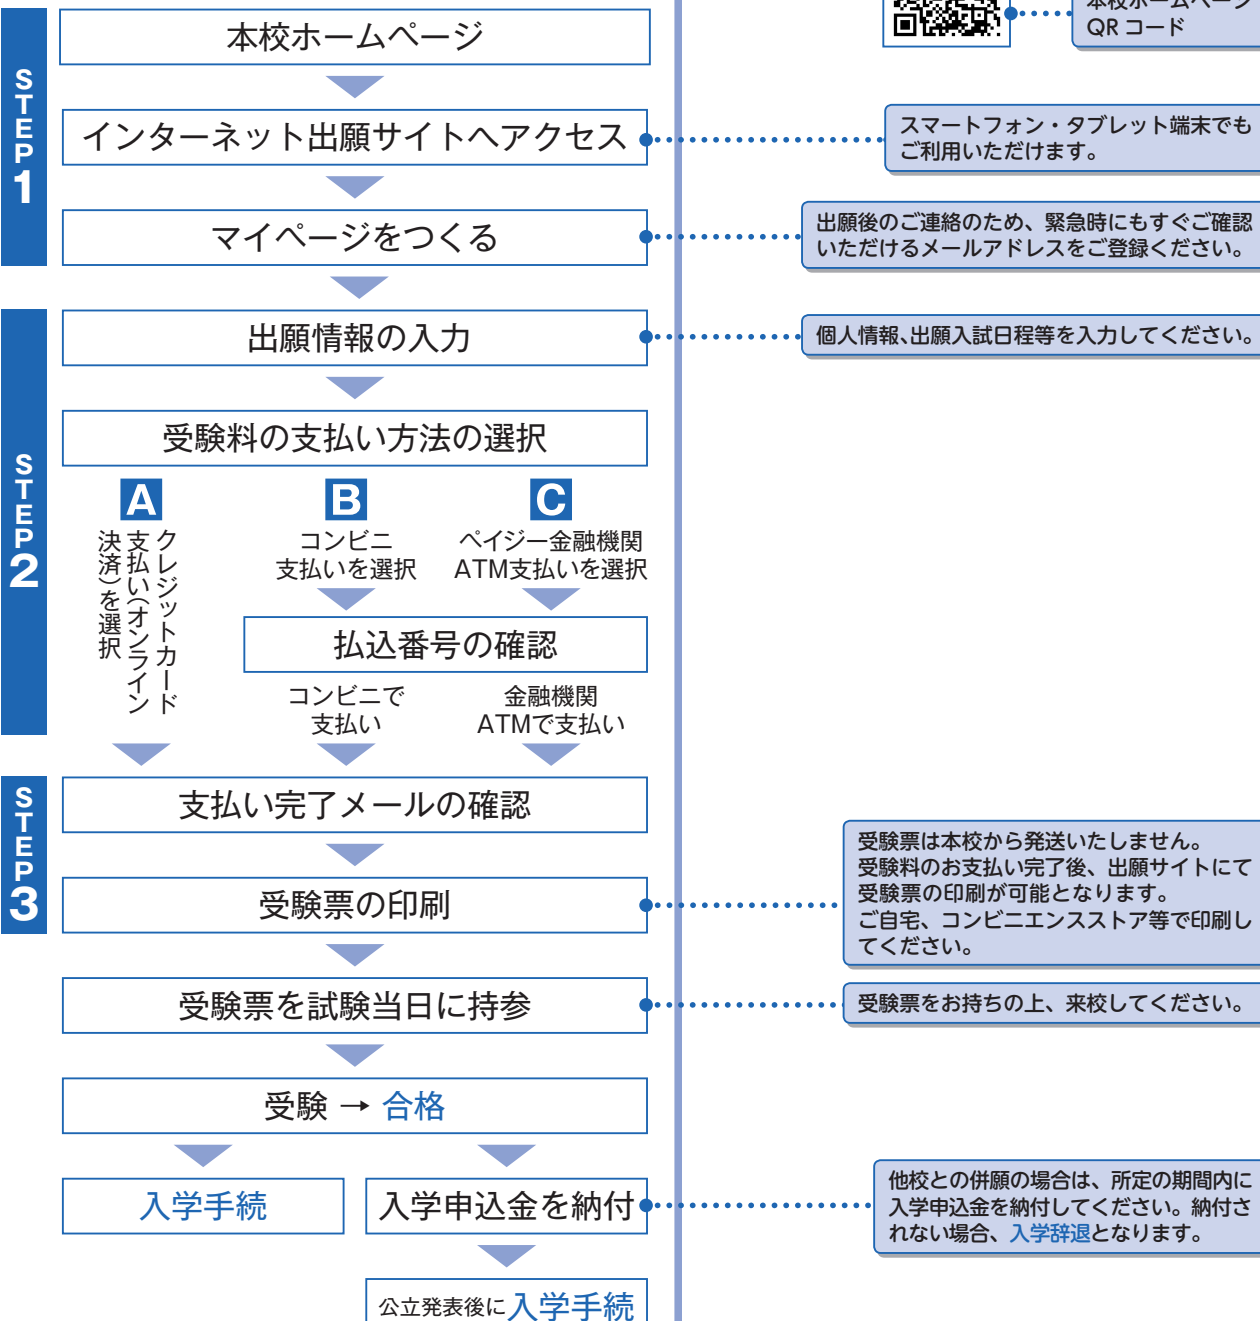 本校ホームページ
QR コード
STEP1
本校ホームページ
インターネット出願サイトへアクセス
スマートフォン・タブレット端末でも
ご利用いただけます。
マイページをつくる
出願後のご連絡のため、緊急時にもすぐご確認
いただけるメールアドレスをご登録ください。
STEP2
出願情報の入力
個人情報、出願入試日程等を入力してください。
受験料の支払い方法の選択
A
クレジットカード
支払い（オンライン
決済）を選択
B
コンビニ
支払いを選択
C
ペイジー金融機関
ATM支払いを選択
払込番号の確認
コンビニで
支払い
金融機関
ATMで支払い
STEP3
支払い完了メールの確認
受験票の印刷
受験票は本校から発送いたしません。
受験料のお支払い完了後、出願サイトにて
受験票の印刷が可能となります。
ご自宅、コンビニエンスストア等で印刷し
てください。
受験票を試験当日に持参
受験票をお持ちの上、来校してください。
受験 → 合格
入学手続
入学申込金を納付
他校との併願の場合は、所定の期間内に
入学申込金を納付してください。納付さ
れない場合、入学辞退となります。
公立発表後に入学手続